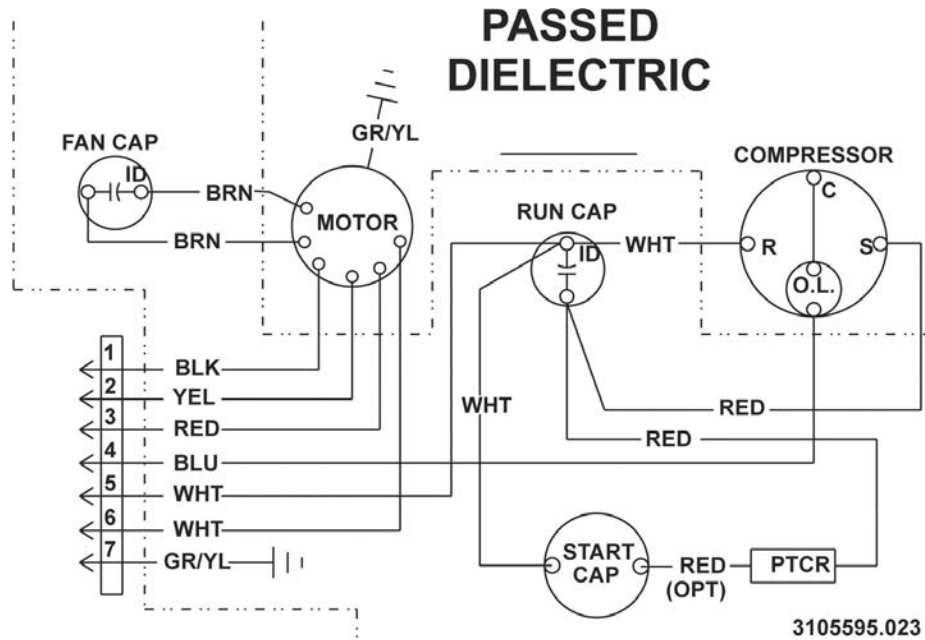 PASSED
DIELECTRIC
GR/YL
FAN CAP
ID
BRN
BRN
MOTOR
COMPRESSOR
C
R
S
O.L.
RUN CAP
ID
WHT
1
BLK
2
YEL
3
RED
4
BLU
5
WHT
6
WHT
7
GR/YL
WHT
RED
RED
START
CAP
RED
(OPT)
PTCR
3105595.023